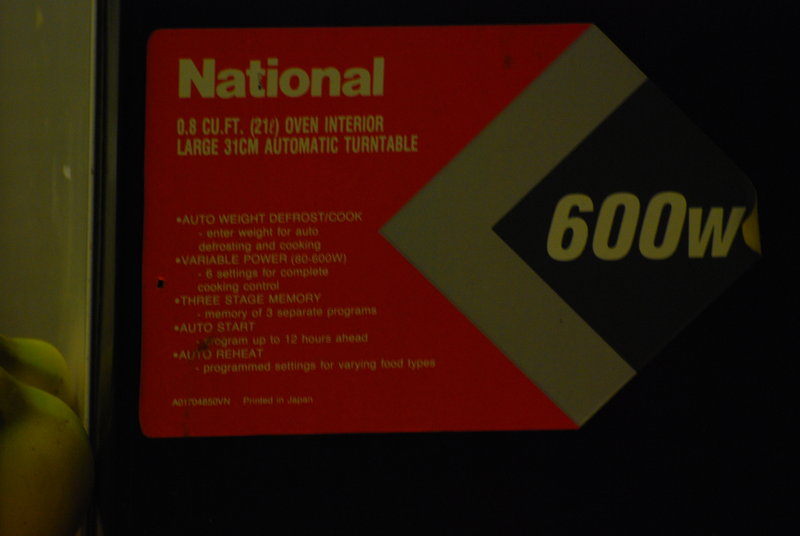 National
0.8 CU.FT. (21ℓ) OVEN INTERIOR
LARGE 31CM AUTOMATIC TURNTABLE
600W
•AUTO WEIGHT DEFROST/COOK
- enter weight for auto
defrosting and cooking
•VARIABLE POWER (80-600W)
- 6 settings for complete
cooking control
•THREE STAGE MEMORY
- memory of 3 separate programs
•AUTO START
- program up to 12 hours ahead
•AUTO REHEAT
- programmed settings for varying food types
A01704850VN Printed in Japan